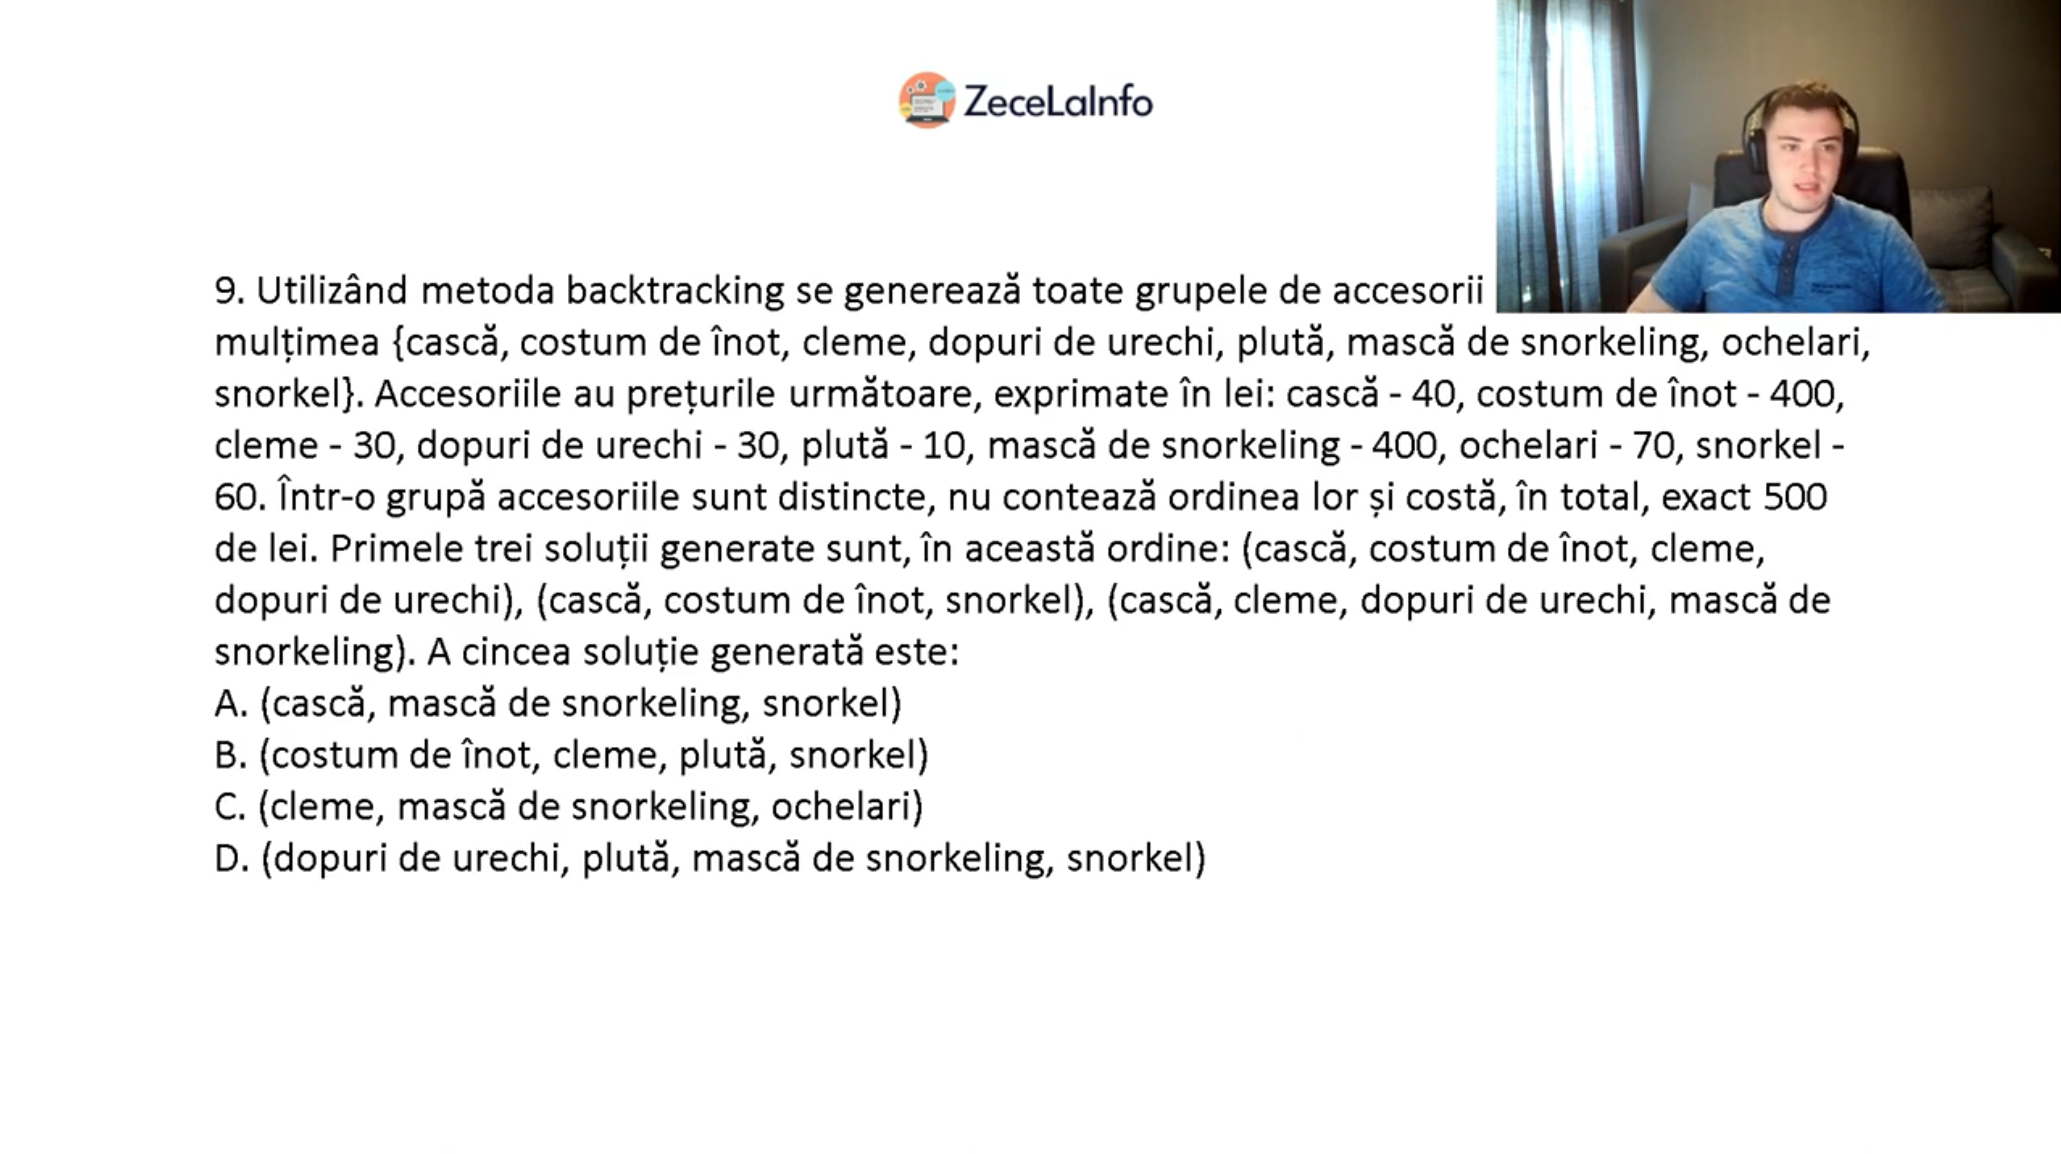 ZeceLaInfo
9. Utilizând metoda backtracking se generează toate grupele de accesorii
mulțimea {cască, costum de înot, cleme, dopuri de urechi, plută, mască de snorkeling, ochelari,
snorkel}. Accesoriile au prețurile următoare, exprimate în lei: cască - 40, costum de înot - 400,
cleme - 30, dopuri de urechi - 30, plută - 10, mască de snorkeling - 400, ochelari - 70, snorkel -
60. Într-o grupă accesoriile sunt distincte, nu contează ordinea lor și costă, în total, exact 500
de lei. Primele trei soluții generate sunt, în această ordine: (cască, costum de înot, cleme,
dopuri de urechi), (cască, costum de înot, snorkel), (cască, cleme, dopuri de urechi, mască de
snorkeling). A cincea soluție generată este:
A. (cască, mască de snorkeling, snorkel)
B. (costum de înot, cleme, plută, snorkel)
C. (cleme, mască de snorkeling, ochelari)
D. (dopuri de urechi, plută, mască de snorkeling, snorkel)